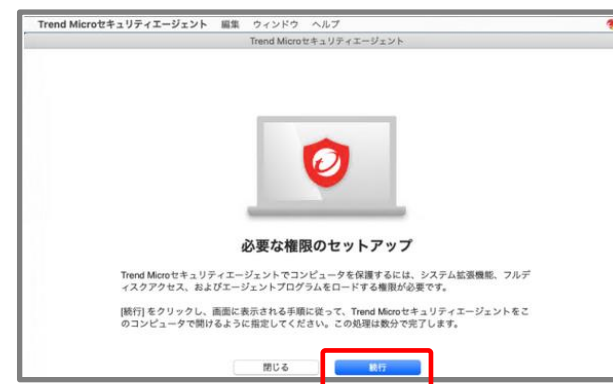 Trend Microセキュリティエージェント 編集 ウィンドウ ヘルプ
Trend Microセキュリティエージェント
必要な権限のセットアップ
Trend Microセキュリティエージェントでコンピュータを保護するには、システム拡張機能、フルデ
ィスクアクセス、およびエージェントプログラムをロードする権限が必要です。
[続行] をクリックし、画面に表示される手順に従って、Trend Microセキュリティエージェントをこ
のコンピュータで開けるように指定してください。この処理は数分で完了します。
閉じる 続行